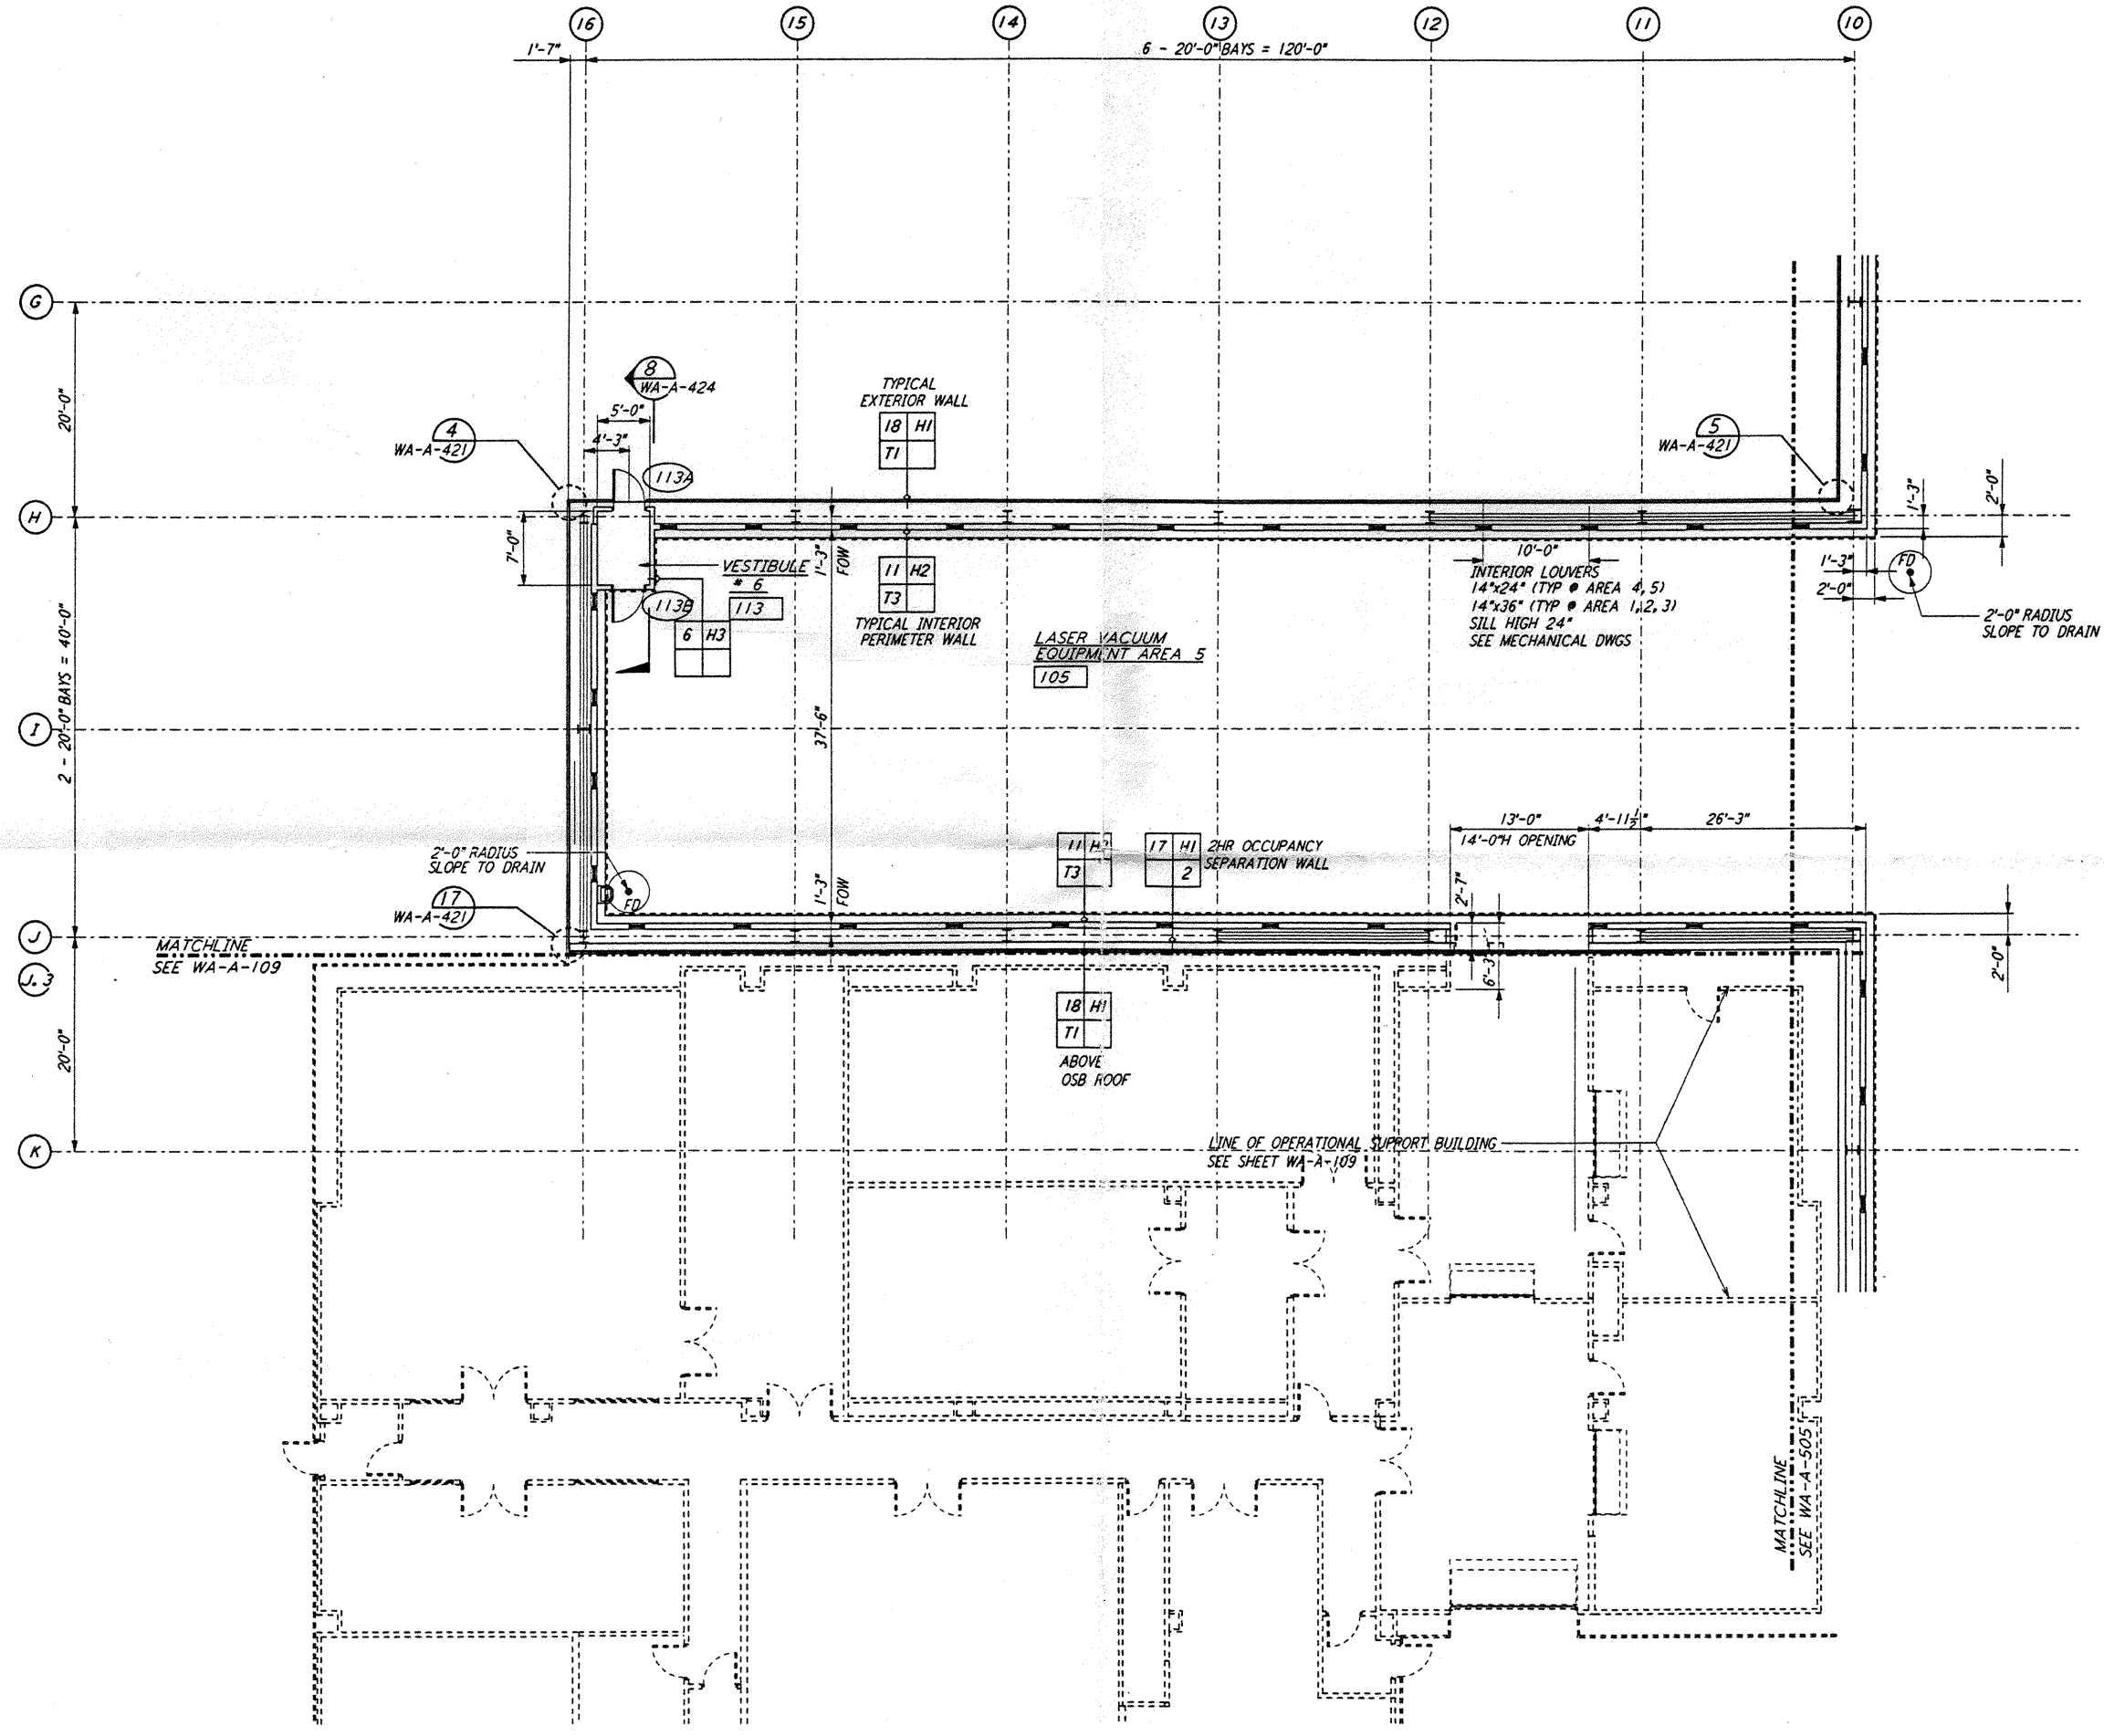 16
15
14
13
12
11
10
1'-7"
6 - 20'-0" BAYS = 120'-0"
G
20'-0"
8
WA-A-424
5'-0"
4'-3"
4
WA-A-421
113A
TYPICAL
EXTERIOR WALL
18 H1
T1
5
WA-A-421
H
7'-0"
1'-3"
2'-0"
VESTIBULE
# 6
113
113B
6 H3
1'-3"
FOW
11 H2
T3
TYPICAL INTERIOR
PERIMETER WALL
LASER VACUUM
EQUIPMENT AREA 5
105
10'-0"
INTERIOR LOUVERS
14"x24" (TYP @ AREA 4, 5)
14"x36" (TYP @ AREA 1, 2, 3)
SILL HIGH 24"
SEE MECHANICAL DWGS
1'-3"
2'-0"
FD
2'-0" RADIUS
SLOPE TO DRAIN
I
2 - 20'-0" BAYS = 40'-0"
37'-6"
2'-0" RADIUS
SLOPE TO DRAIN
FD
1'-3"
FOW
11 H2
T3
17 H1
2
2HR OCCUPANCY
SEPARATION WALL
13'-0"
14'-0"H OPENING
4'-11½"
26'-3"
2'-7"
6'-3"
2'-0"
17
WA-A-421
J
MATCHLINE
SEE WA-A-109
J.3
20'-0"
18 H1
T1
ABOVE
OSB ROOF
K
LINE OF OPERATIONAL SUPPORT BUILDING
SEE SHEET WA-A-109
MATCHLINE
SEE WA-A-505